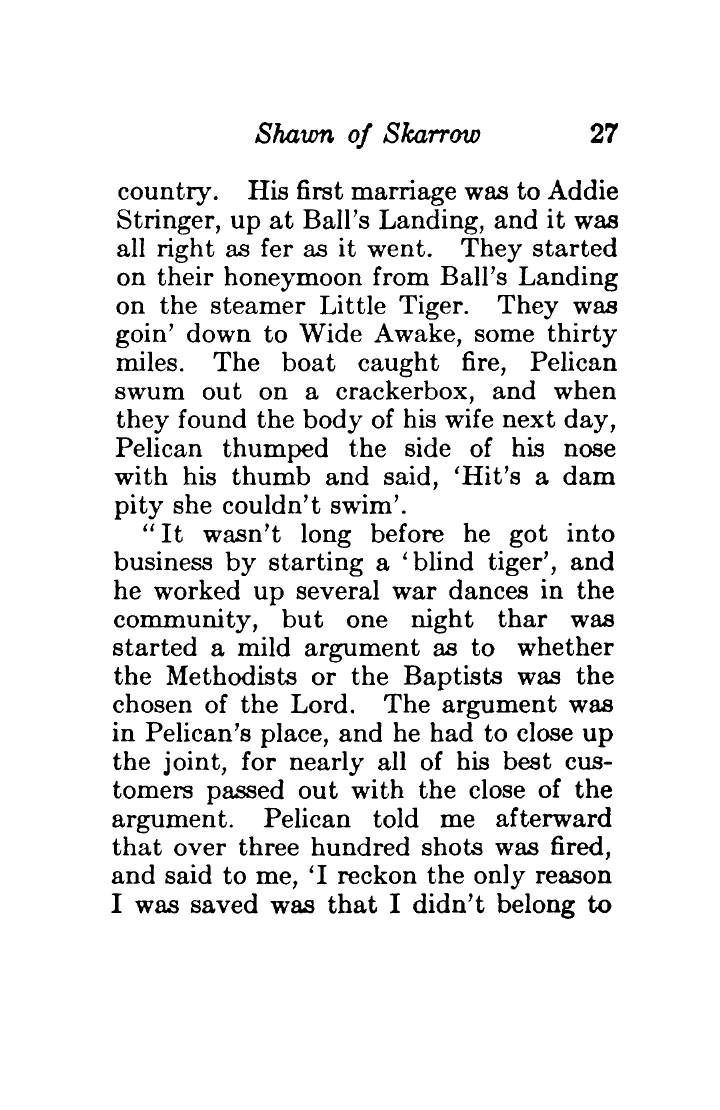 Shawn of Skarrow 27
country. His first marriage was to Addie
Stringer, up at Ball's Landing, and it was
all right as fer as it went. They started
on their honeymoon from Ball's Landing
on the steamer Little Tiger. They was
goin' down to Wide Awake, some thirty
miles. The boat caught fire, Pelican
swum out on a crackerbox, and when
they found the body of his wife next day,
Pelican thumped the side of his nose
with his thumb and said, 'Hit's a dam
pity she couldn't swim'.
"It wasn't long before he got into
business by starting a 'blind tiger', and
he worked up several war dances in the
community, but one night thar was
started a mild argument as to whether
the Methodists or the Baptists was the
chosen of the Lord. The argument was
in Pelican's place, and he had to close up
the joint, for nearly all of his best cus-
tomers passed out with the close of the
argument. Pelican told me afterward
that over three hundred shots was fired,
and said to me, 'I reckon the only reason
I was saved was that I didn't belong to